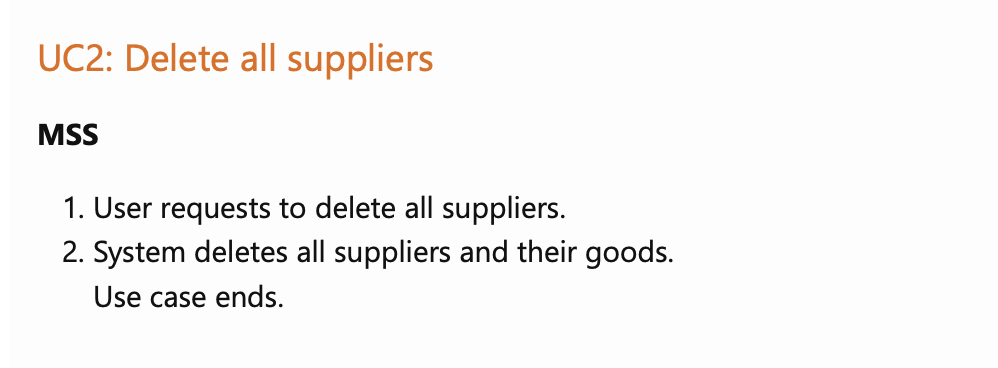 UC2: Delete all suppliers
MSS
1. User requests to delete all suppliers.
2. System deletes all suppliers and their goods.
Use case ends.